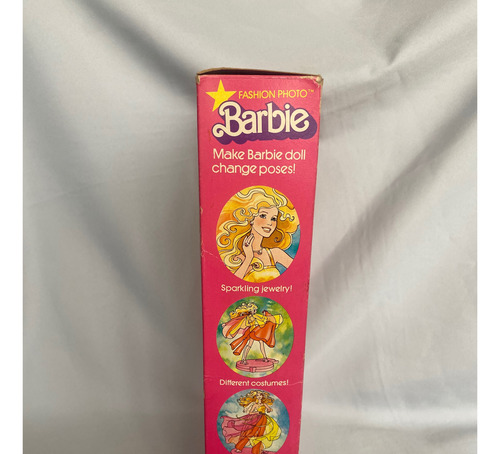 FASHION PHOTO™
Barbie
Make Barbie doll
change poses!
Sparkling jewelry!
Different costumes!